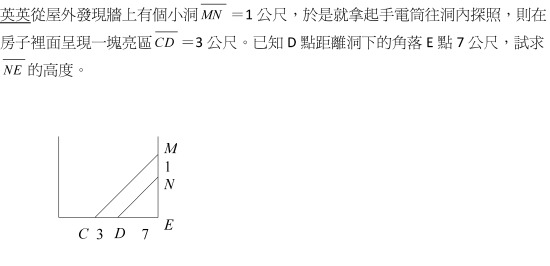 英英從屋外發現牆上有個小洞 MN =1 公尺，於是就拿起手電筒往洞內探照，則在
房子裡面呈現一塊亮區 CD =3 公尺。已知 D 點距離洞下的角落 E 點 7 公尺，試求
NE 的高度。
M
1
N
E
C 3 D 7